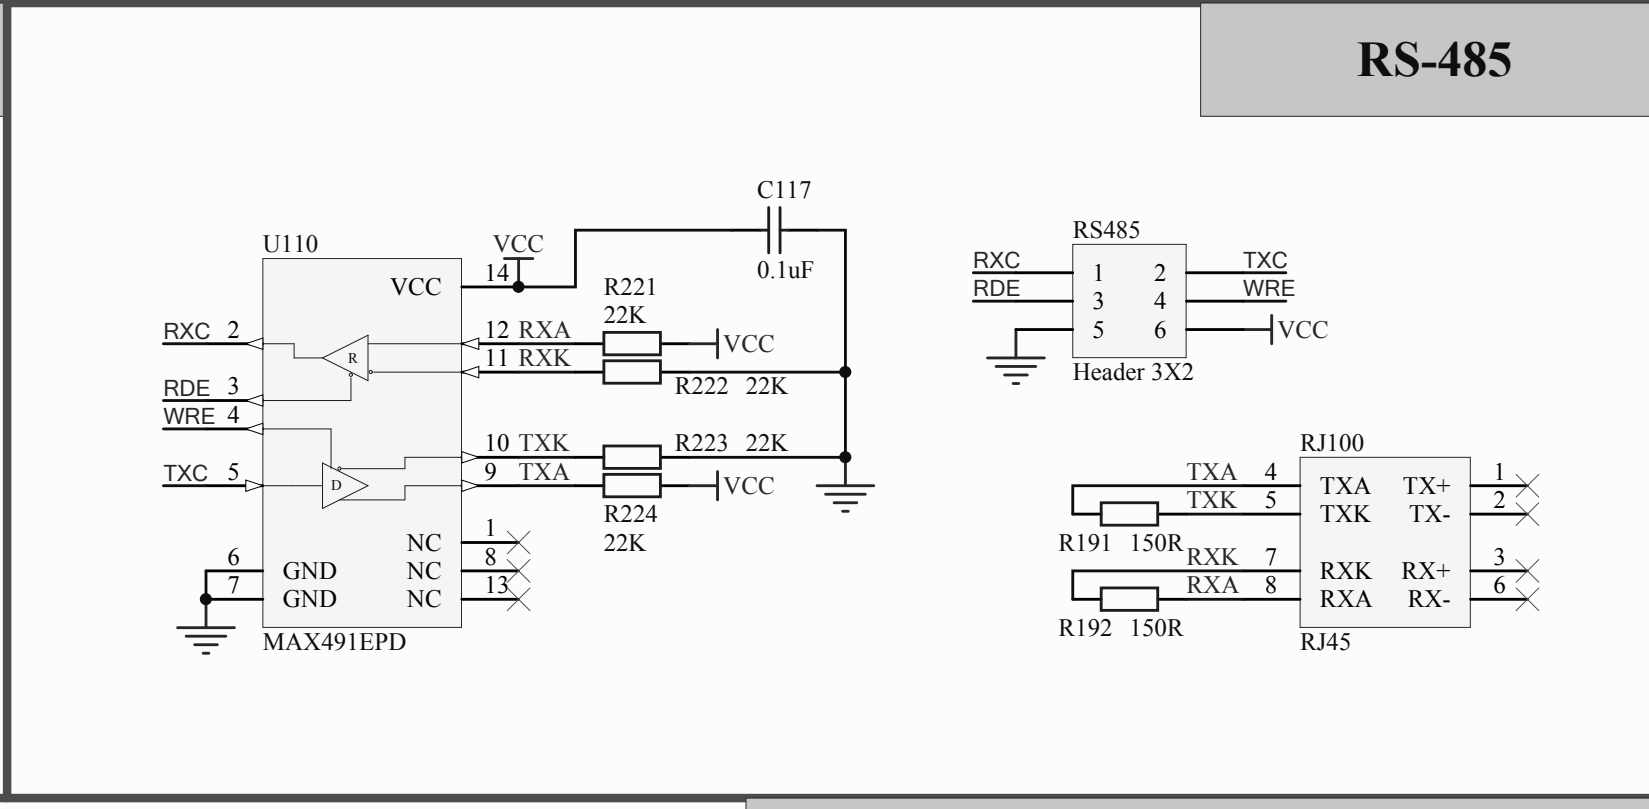 RS-485
C117
0.1uF
U110
VCC
VCC 14
R221
22K
RXC 2
12 RXA
VCC
R
11 RXK
R222 22K
RDE 3
WRE 4
10 TXK
R223 22K
TXC 5
D
9 TXA
VCC
R224
22K
NC 1
6 GND
NC 8
7 GND
NC 13
MAX491EPD
RS485
RXC 1 2 TXC
RDE 3 4 WRE
5 6 VCC
Header 3X2
RJ100
TXA 4 TXA TX+ 1
TXK 5 TXK TX- 2
R191 150R
RXK 7 RXK RX+ 3
RXA 8 RXA RX- 6
R192 150R
RJ45